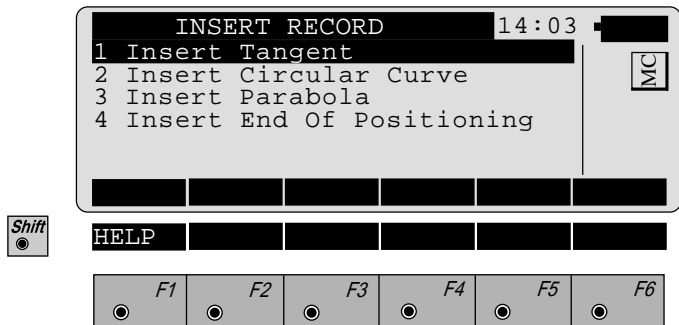 INSERT RECORD 14:03
1 Insert Tangent
2 Insert Circular Curve
3 Insert Parabola
4 Insert End Of Positioning
MC
Shift
HELP
F1 F2 F3 F4 F5 F6